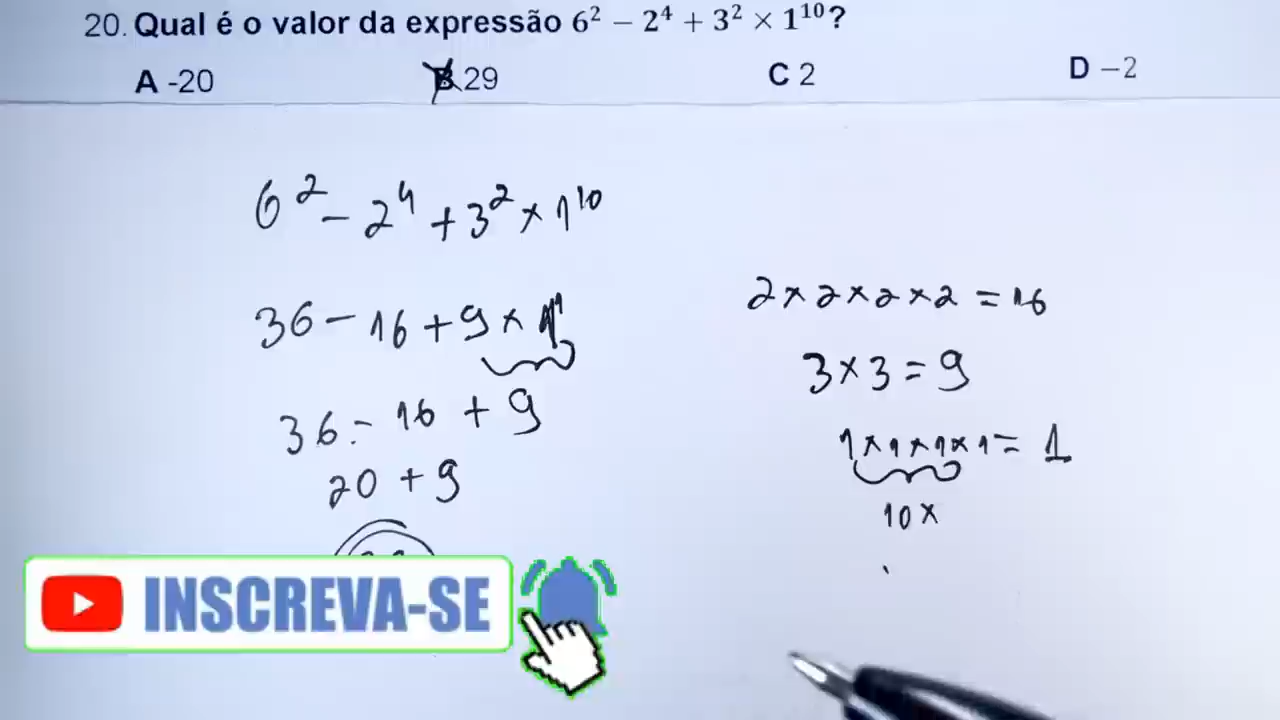 20. Qual é o valor da expressão 6² − 2⁴ + 3² × 1¹⁰?
A -20 B 29 C 2 D −2
6² − 2⁴ + 3² × 1¹⁰
36 − 16 + 9 × 1
36 − 16 + 9
20 + 9
2 × 2 × 2 × 2 = 16
3 × 3 = 9
1 × 1 × 1 × 1 = 1
10 ×
INSCREVA-SE